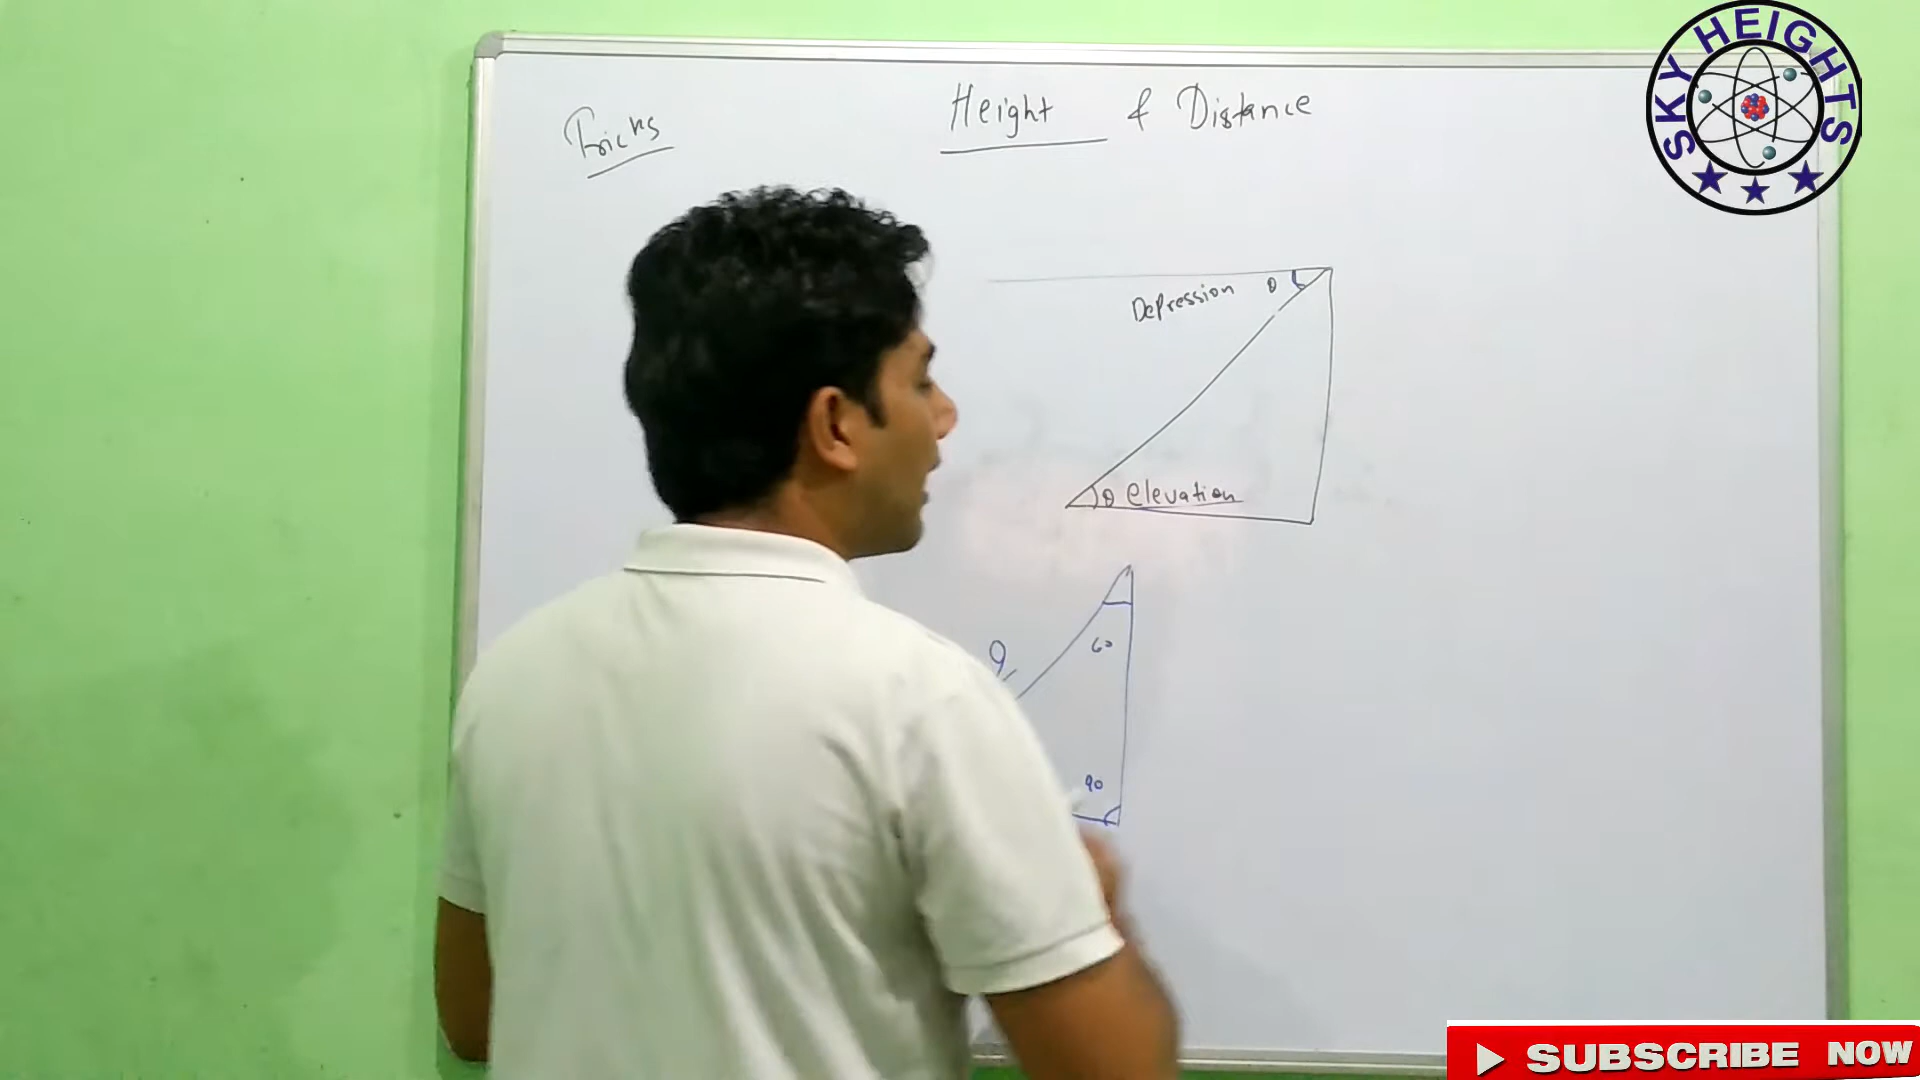 Tricks
Height & Distance
SKY HEIGHTS
Depression θ
θ elevation
60
90
SUBSCRIBE NOW